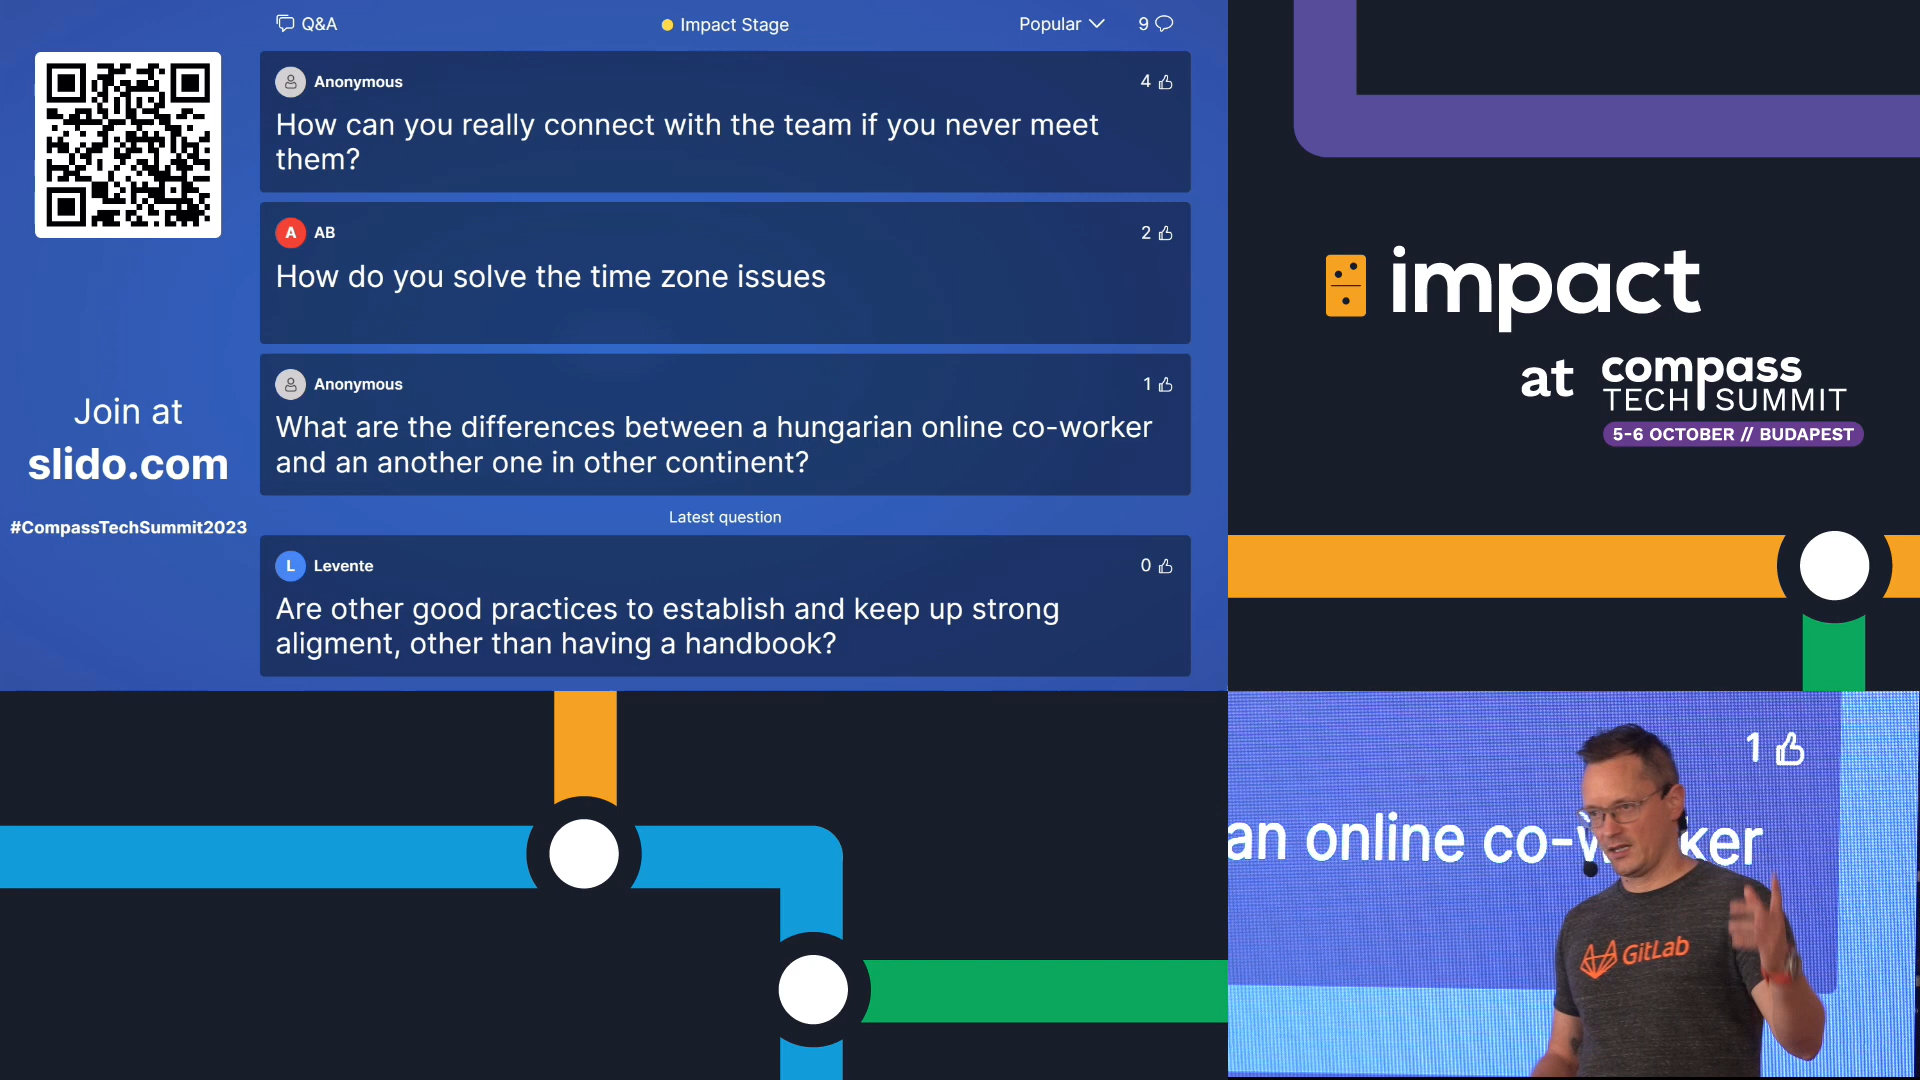 Q&A
Impact Stage
Popular
9
Anonymous
4
How can you really connect with the team if you never meet
them?
A
AB
2
How do you solve the time zone issues
Anonymous
1
What are the differences between a hungarian online co-worker
and an another one in other continent?
Latest question
L
Levente
0
Are other good practices to establish and keep up strong
aligment, other than having a handbook?
Join at
slido.com
#CompassTechSummit2023
impact
at
compass
TECH SUMMIT
5-6 OCTOBER // BUDAPEST
1
an online co-w ker
GitLab